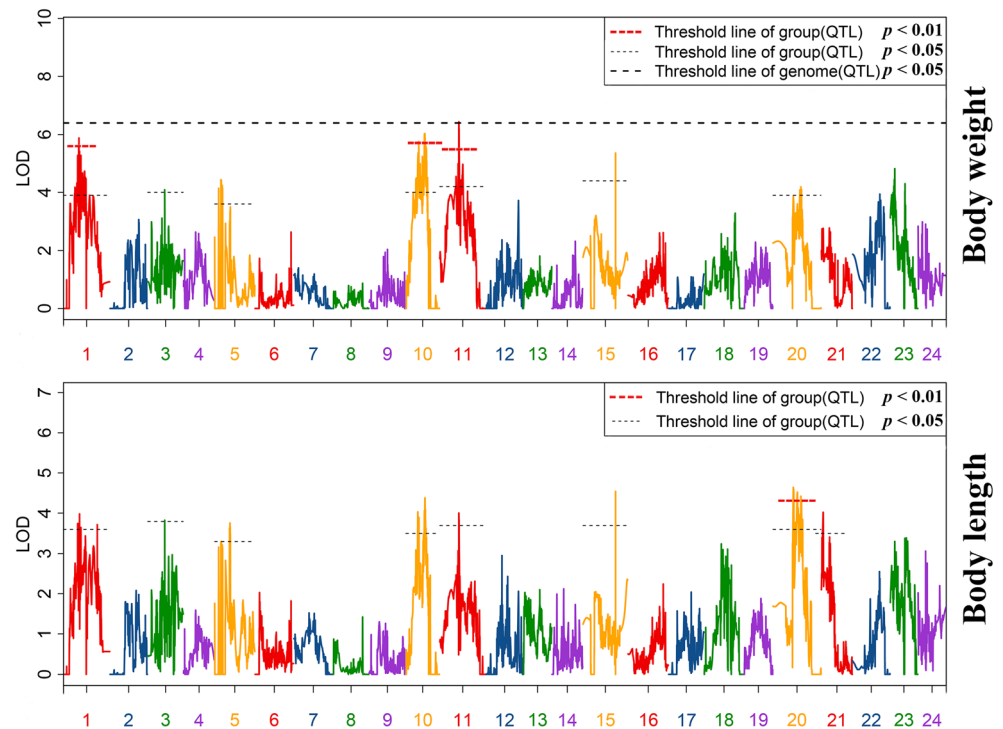 10
8
6
4
2
0
LOD
Threshold line of group(QTL) p < 0.01
Threshold line of group(QTL) p < 0.05
Threshold line of genome(QTL) p < 0.05
Body weight
1 2 3 4 5 6 7 8 9 10 11 12 13 14 15 16 17 18 19 20 21 22 23 24
7
6
5
4
3
2
1
0
LOD
Threshold line of group(QTL) p < 0.01
Threshold line of group(QTL) p < 0.05
Body length
1 2 3 4 5 6 7 8 9 10 11 12 13 14 15 16 17 18 19 20 21 22 23 24